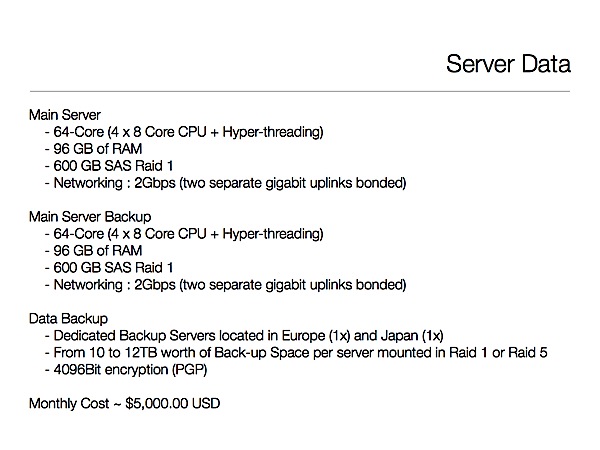 Server Data
Main Server
- 64-Core (4 x 8 Core CPU + Hyper-threading)
- 96 GB of RAM
- 600 GB SAS Raid 1
- Networking : 2Gbps (two separate gigabit uplinks bonded)
Main Server Backup
- 64-Core (4 x 8 Core CPU + Hyper-threading)
- 96 GB of RAM
- 600 GB SAS Raid 1
- Networking : 2Gbps (two separate gigabit uplinks bonded)
Data Backup
- Dedicated Backup Servers located in Europe (1x) and Japan (1x)
- From 10 to 12TB worth of Back-up Space per server mounted in Raid 1 or Raid 5
- 4096Bit encryption (PGP)
Monthly Cost ~ $5,000.00 USD